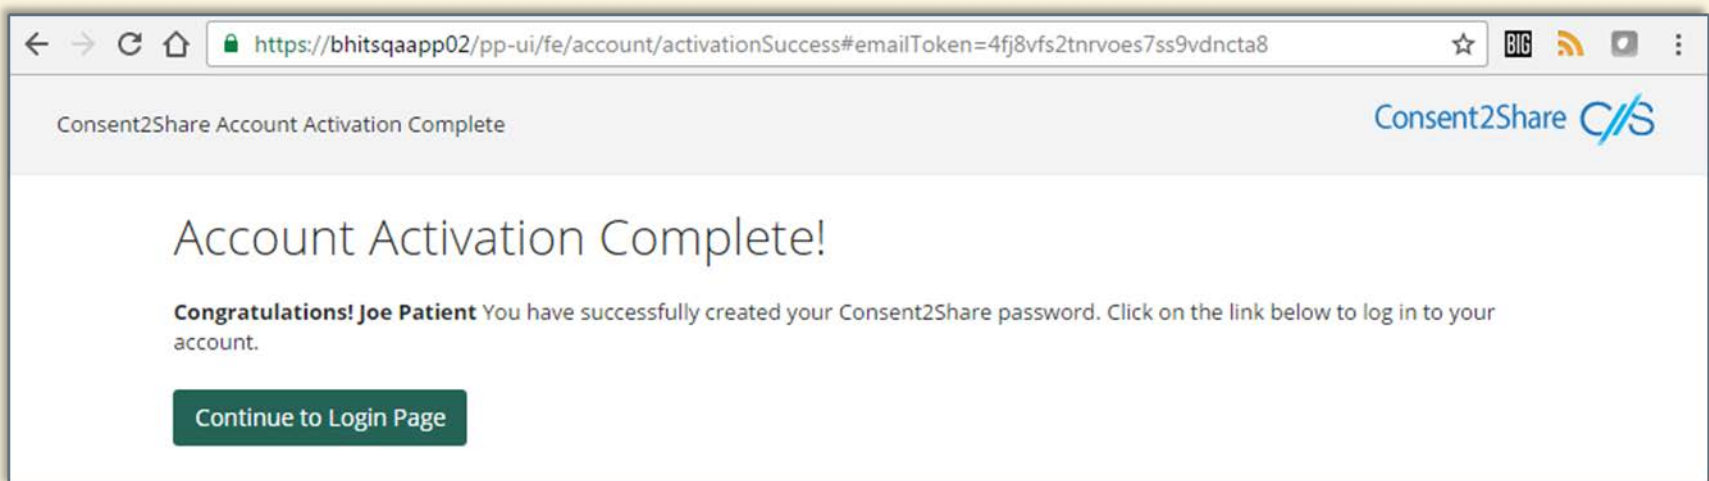 https://bhitsqaapp02/pp-ui/fe/account/activationSuccess#emailToken=4fj8vfs2tnrvoes7ss9vdncta8
BIG
Consent2Share Account Activation Complete
Consent2Share C//S
Account Activation Complete!
Congratulations! Joe Patient You have successfully created your Consent2Share password. Click on the link below to log in to your
account.
Continue to Login Page